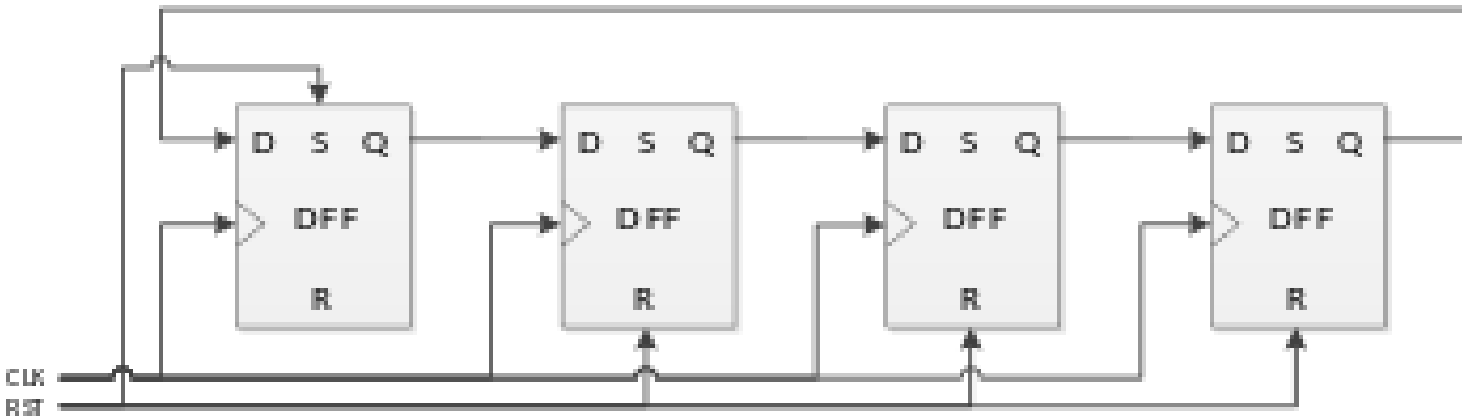 D S Q D S Q D S Q D S Q
DFF DFF DFF DFF
R R R R
CLK
RST